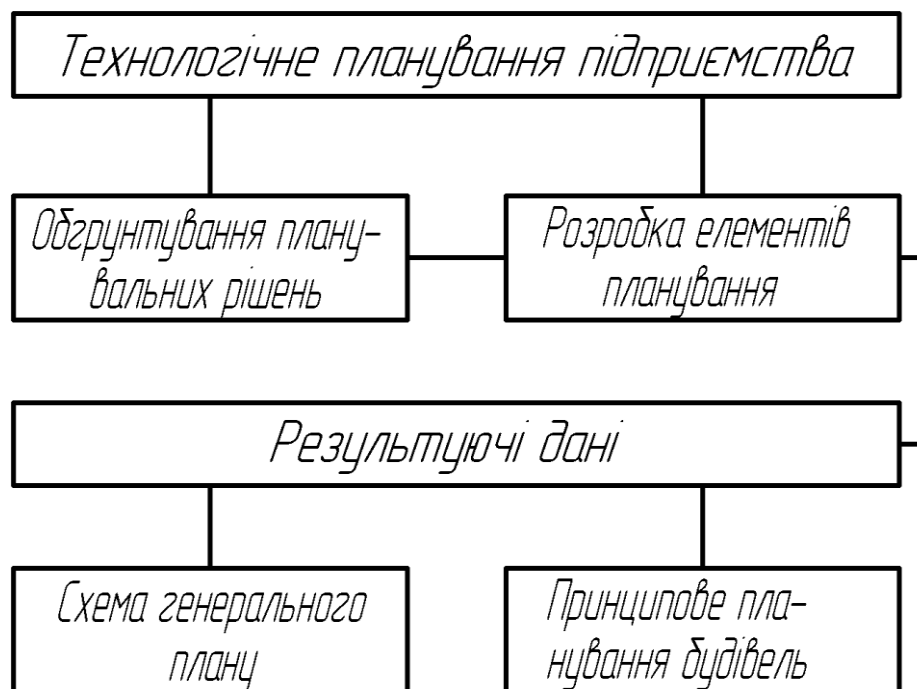 Технологічне планування підприємства
Обгрунтування плану-
вальних рішень
Розробка елементів
планування
Результуючі дані
Схема генерального
плану
Принципове пла-
нування будівель